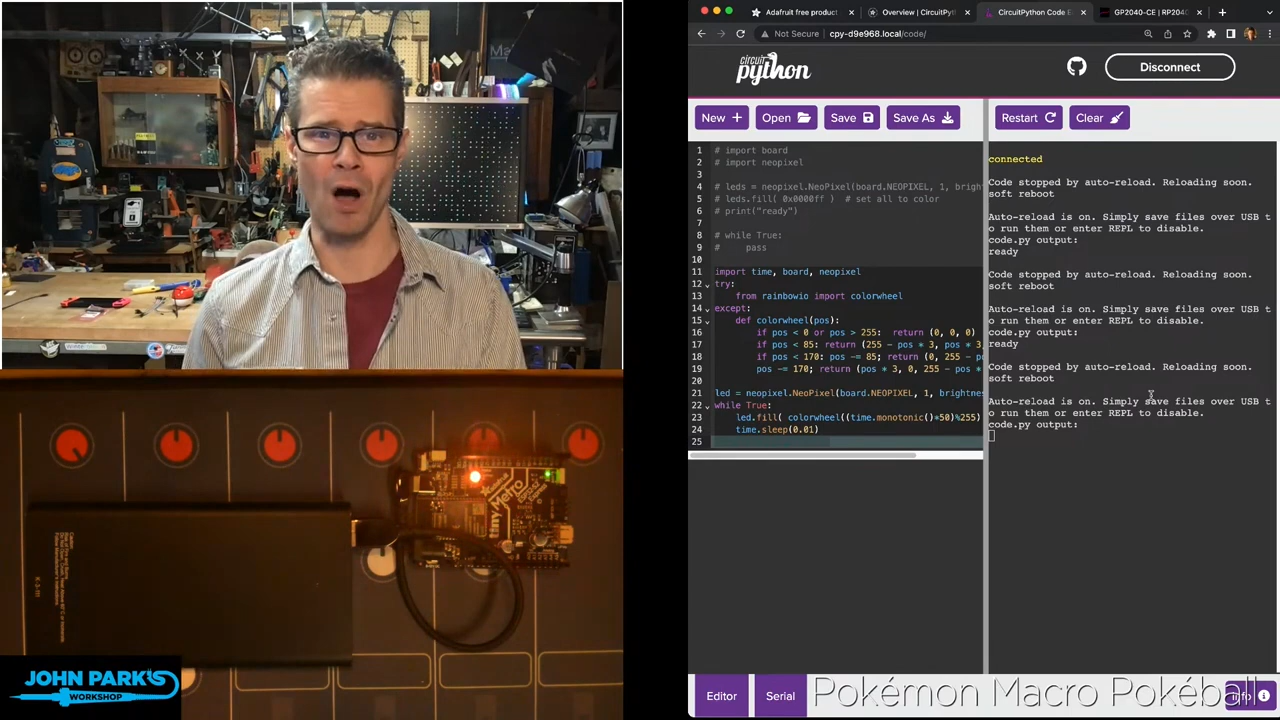 Adafruit free product
Overview | CircuitPyt
CircuitPython Code E
GP2040-CE | RP2040
Not Secure | cpy-d9e968.local/code/
circuit
python
Disconnect
New +
Open
Save
Save As
Restart
Clear
1 # import board
2 # import neopixel
3
4 # leds = neopixel.NeoPixel(board.NEOPIXEL, 1, bright
5 # leds.fill( 0x0000ff )  # set all to color
6 # print("ready")
7
8 # while True:
9 #     pass
10
11 import time, board, neopixel
12 try:
13     from rainbowio import colorwheel
14 except:
15     def colorwheel(pos):
16         if pos < 0 or pos > 255:  return (0, 0, 0)
17         if pos < 85: return (255 - pos * 3, pos * 3
18         if pos < 170: pos -= 85; return (0, 255 - p
19         pos -= 170; return (pos * 3, 0, 255 - pos
20
21 led = neopixel.NeoPixel(board.NEOPIXEL, 1, brightne
22 while True:
23     led.fill( colorwheel((time.monotonic()*50)%255)
24     time.sleep(0.01)
25
connected
Code stopped by auto-reload. Reloading soon.
soft reboot
Auto-reload is on. Simply save files over USB t
o run them or enter REPL to disable.
code.py output:
ready
Code stopped by auto-reload. Reloading soon.
soft reboot
Auto-reload is on. Simply save files over USB t
o run them or enter REPL to disable.
code.py output:
ready
Code stopped by auto-reload. Reloading soon.
soft reboot
Auto-reload is on. Simply save files over USB t
o run them or enter REPL to disable.
code.py output:
Editor
Serial
Info
Pokémon Macro Pokéball
tiny Metro
JOHN PARK'S
WORKSHOP